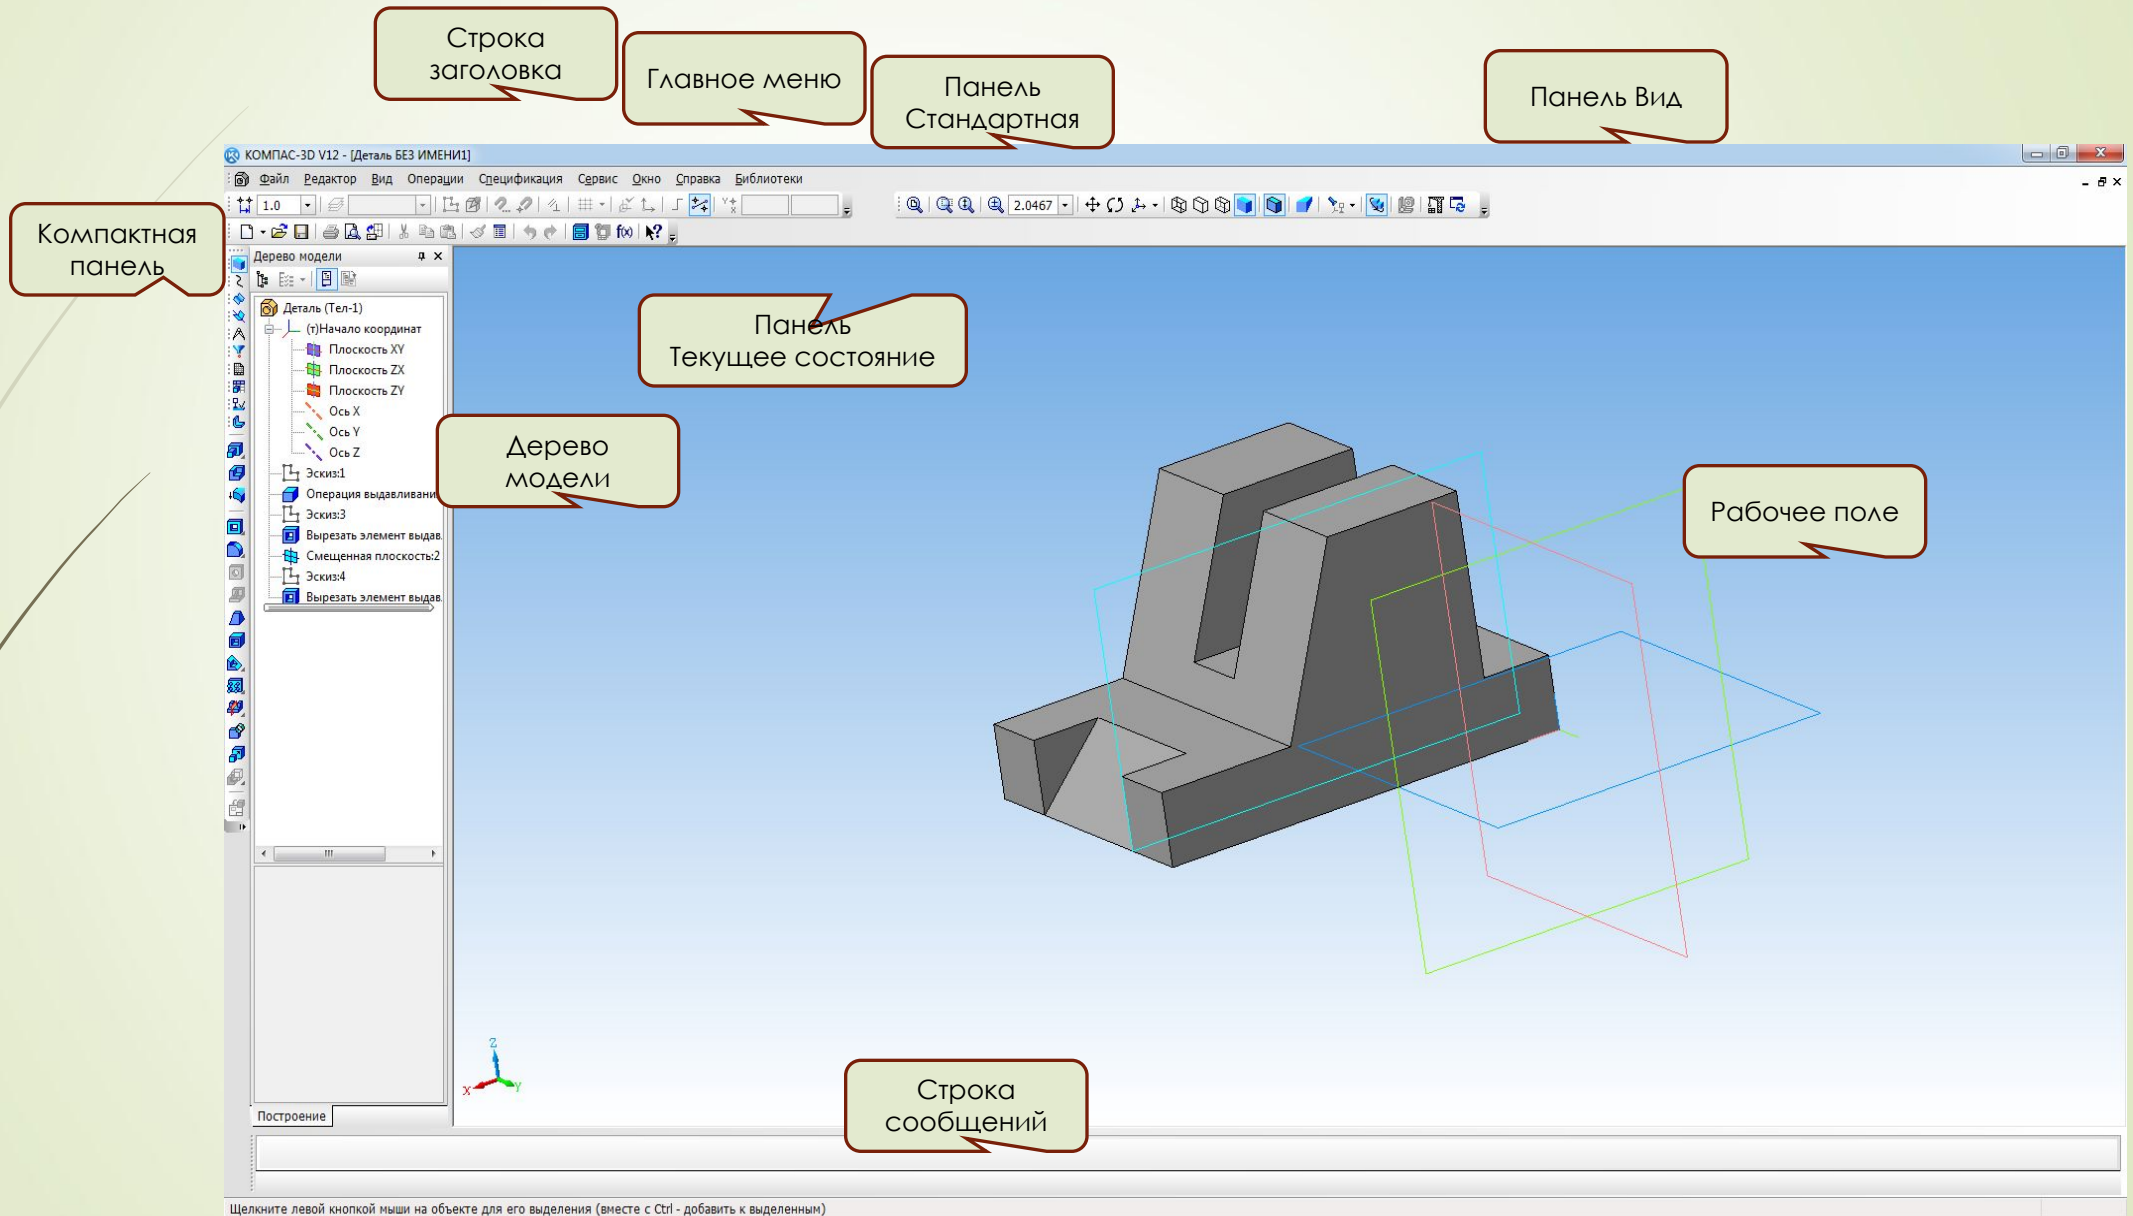 Строка
заголовка
Главное меню
Панель
Стандартная
Панель Вид
КОМПАС-3D V12 - [Деталь БЕЗ ИМЕНИ1]
Файл Редактор Вид Операции Спецификация Сервис Окно Справка Библиотеки
1.0
2.0467
f(x)
Компактная
панель
Дерево модели
Деталь (Тел-1)
(т)Начало координат
Плоскость XY
Плоскость ZX
Плоскость ZY
Ось X
Ось Y
Ось Z
Эскиз:1
Операция выдавливани
Эскиз:3
Вырезать элемент выдав.
Смещенная плоскость:2
Эскиз:4
Вырезать элемент выдав.
Панель
Текущее состояние
Дерево
модели
Рабочее поле
Z
X
Y
Строка
сообщений
Построение
Щелкните левой кнопкой мыши на объекте для его выделения (вместе с Ctrl - добавить к выделенным)